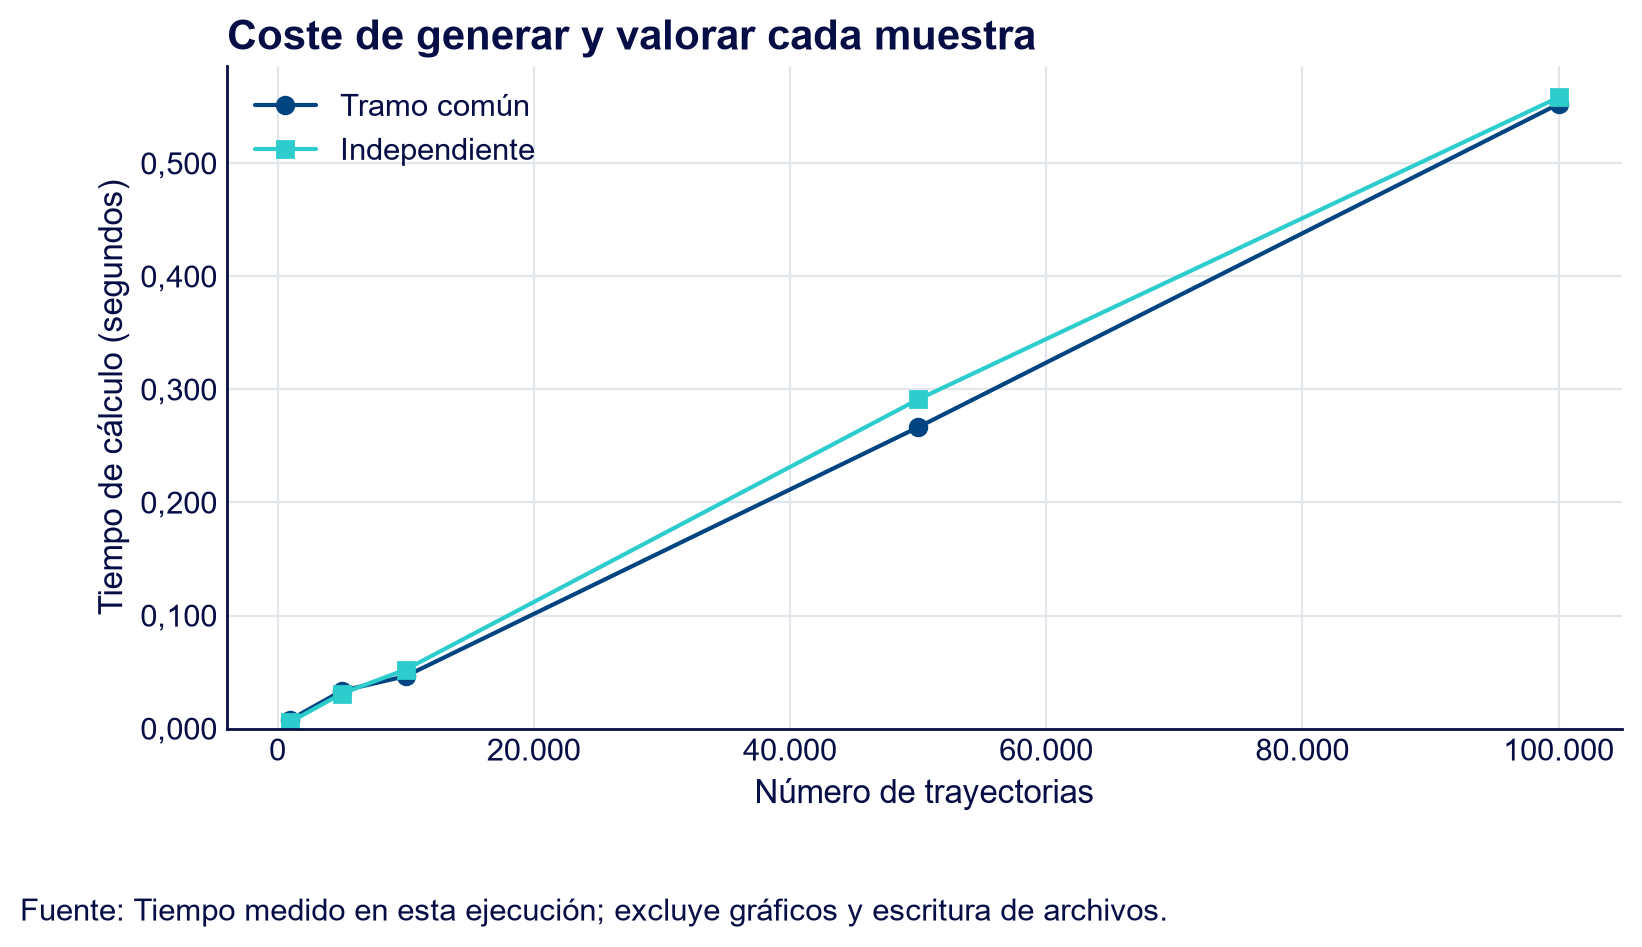 Coste de generar y valorar cada muestra
Tramo común
Independiente
Tiempo de cálculo (segundos)
0,500
0,400
0,300
0,200
0,100
0,000
0 20.000 40.000 60.000 80.000 100.000
Número de trayectorias
Fuente: Tiempo medido en esta ejecución; excluye gráficos y escritura de archivos.